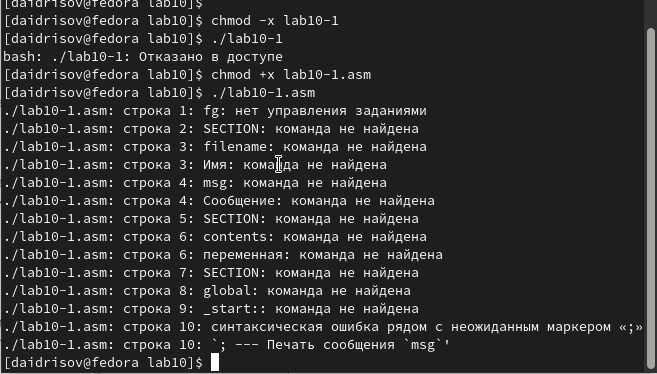 [daidrisov@fedora lab10]$
[daidrisov@fedora lab10]$ chmod -x lab10-1
[daidrisov@fedora lab10]$ ./lab10-1
bash: ./lab10-1: Отказано в доступе
[daidrisov@fedora lab10]$ chmod +x lab10-1.asm
[daidrisov@fedora lab10]$ ./lab10-1.asm
./lab10-1.asm: строка 1: fg: нет управления заданиями
./lab10-1.asm: строка 2: SECTION: команда не найдена
./lab10-1.asm: строка 3: filename: команда не найдена
./lab10-1.asm: строка 3: Имя: команда не найдена
./lab10-1.asm: строка 4: msg: команда не найдена
./lab10-1.asm: строка 4: Сообщение: команда не найдена
./lab10-1.asm: строка 5: SECTION: команда не найдена
./lab10-1.asm: строка 6: contents: команда не найдена
./lab10-1.asm: строка 6: переменная: команда не найдена
./lab10-1.asm: строка 7: SECTION: команда не найдена
./lab10-1.asm: строка 8: global: команда не найдена
./lab10-1.asm: строка 9: _start:: команда не найдена
./lab10-1.asm: строка 10: синтаксическая ошибка рядом с неожиданным маркером «;»
./lab10-1.asm: строка 10: `; --- Печать сообщения `msg`'
[daidrisov@fedora lab10]$